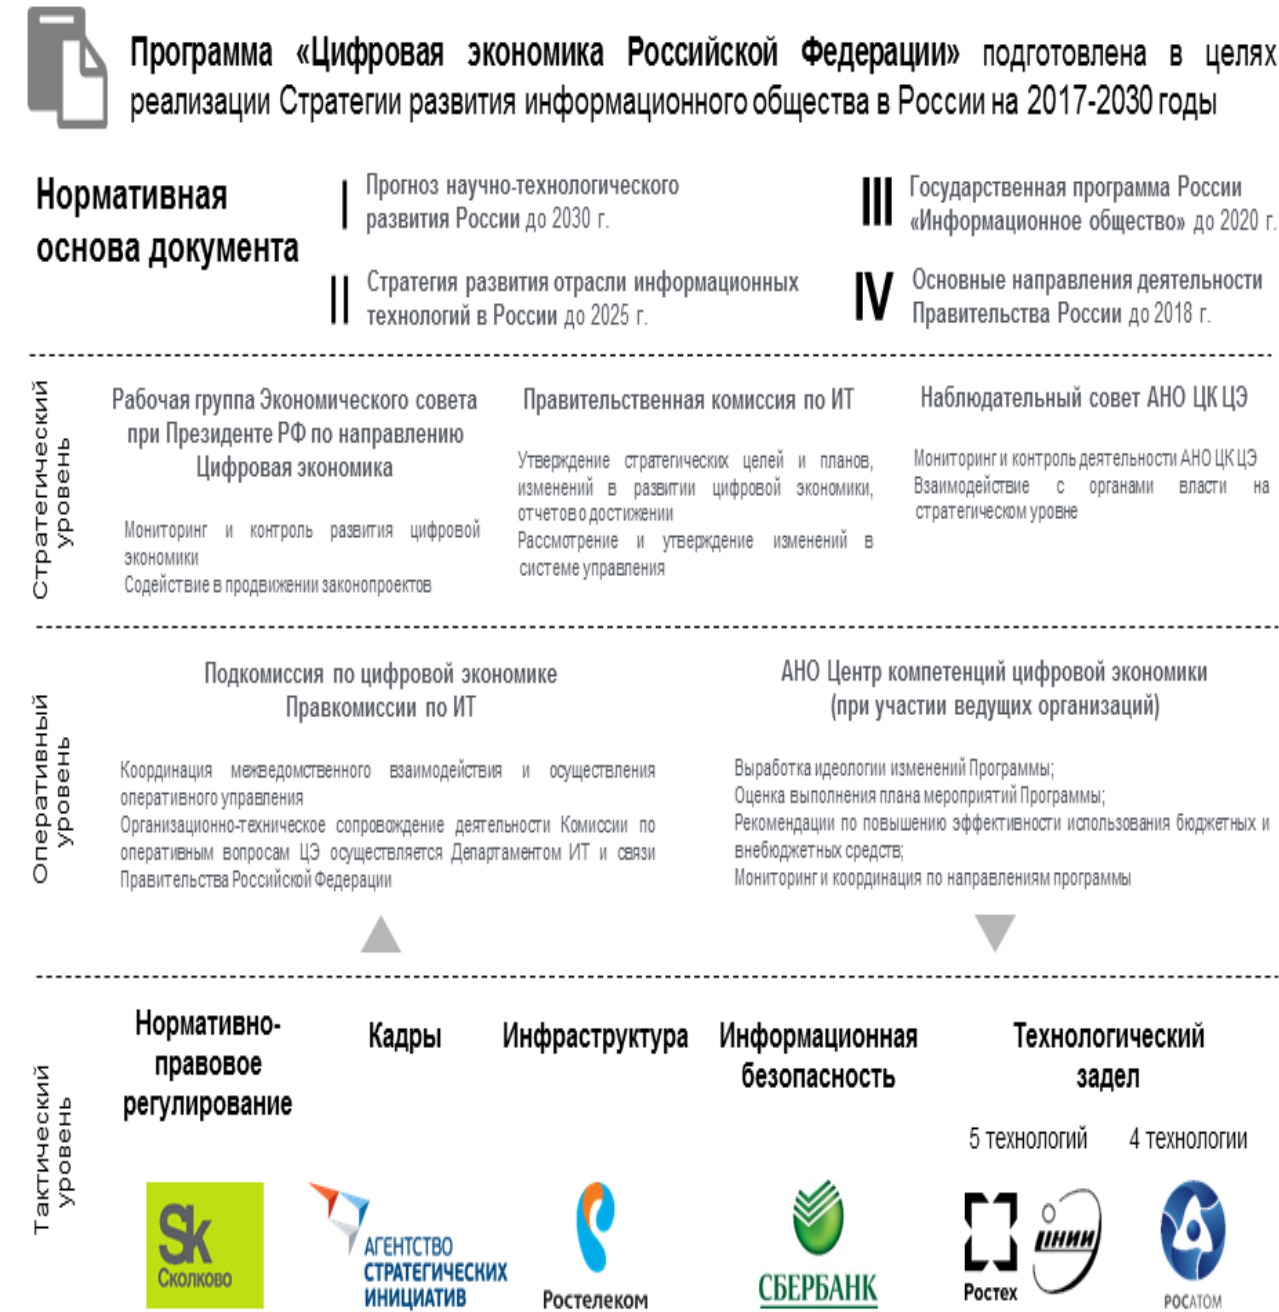 Программа «Цифровая экономика Российской Федерации» подготовлена в целях
реализации Стратегии развития информационного общества в России на 2017-2030 годы
Нормативная
основа документа
I
Прогноз научно-технологического
развития России до 2030 г.
II
Стратегия развития отрасли информационных
технологий в России до 2025 г.
III
Государственная программа России
«Информационное общество» до 2020 г.
IV
Основные направления деятельности
Правительства России до 2018 г.
Стратегический
уровень
Рабочая группа Экономического совета
при Президенте РФ по направлению
Цифровая экономика
Мониторинг и контроль развития цифровой
экономики
Содействие в продвижении законопроектов
Правительственная комиссия по ИТ
Утверждение стратегических целей и планов,
изменений в развитии цифровой экономики,
отчетов о достижении
Рассмотрение и утверждение изменений в
системе управления
Наблюдательный совет АНО ЦК ЦЭ
Мониторинг и контроль деятельности АНО ЦК ЦЭ
Взаимодействие с органами власти на
стратегическом уровне
Оперативный
уровень
Подкомиссия по цифровой экономике
Правкомиссии по ИТ
Координация межведомственного взаимодействия и осуществления
оперативного управления
Организационно-техническое сопровождение деятельности Комиссии по
оперативным вопросам ЦЭ осуществляется Департаментом ИТ и связи
Правительства Российской Федерации
АНО Центр компетенций цифровой экономики
(при участии ведущих организаций)
Выработка идеологии изменений Программы;
Оценка выполнения плана мероприятий Программы;
Рекомендации по повышению эффективности использования бюджетных и
внебюджетных средств;
Мониторинг и координация по направлениям программы
Тактический
уровень
Нормативно-
правовое
регулирование
Кадры
Инфраструктура
Информационная
безопасность
Технологический
задел
5 технологий
4 технологии
Sk
Сколково
АГЕНТСТВО
СТРАТЕГИЧЕСКИХ
ИНИЦИАТИВ
Ростелеком
СБЕРБАНК
Ростех
ЦНИИ
РОСАТОМ